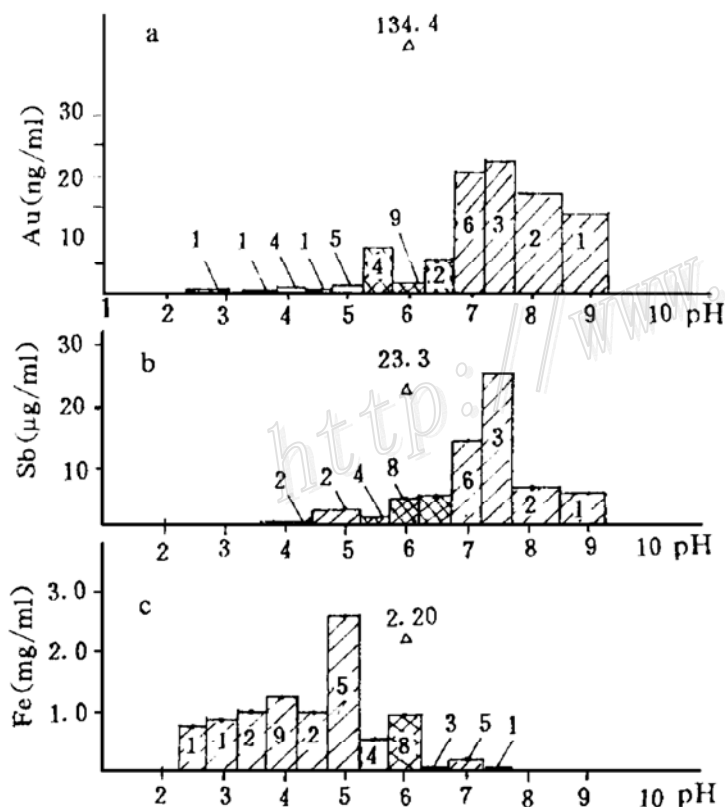 a
134.4
Au(ng/ml)
30
20
10
1 1 4 1 5 4 9 2 6 3 2 1
1 2 3 4 5 6 7 8 9 10 pH
b
23.3
Sb(μg/ml)
30
20
10
2 2 4 8 6 3 2 1
2 3 4 5 6 7 8 9 10 pH
c
2.20
Fe(mg/ml)
3.0
2.0
1.0
1 1 2 9 2 5 4 8 3 5 1
2 3 4 5 6 7 8 9 10 pH
http://www.